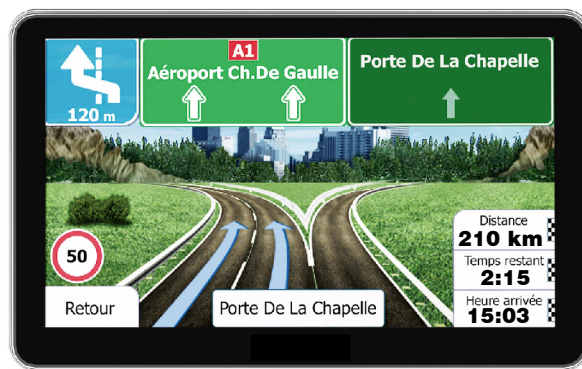 120 m
A1
Aéroport Ch.De Gaulle
Porte De La Chapelle
50
Distance
210 km
Temps restant
2:15
Heure arrivée
15:03
Retour
Porte De La Chapelle